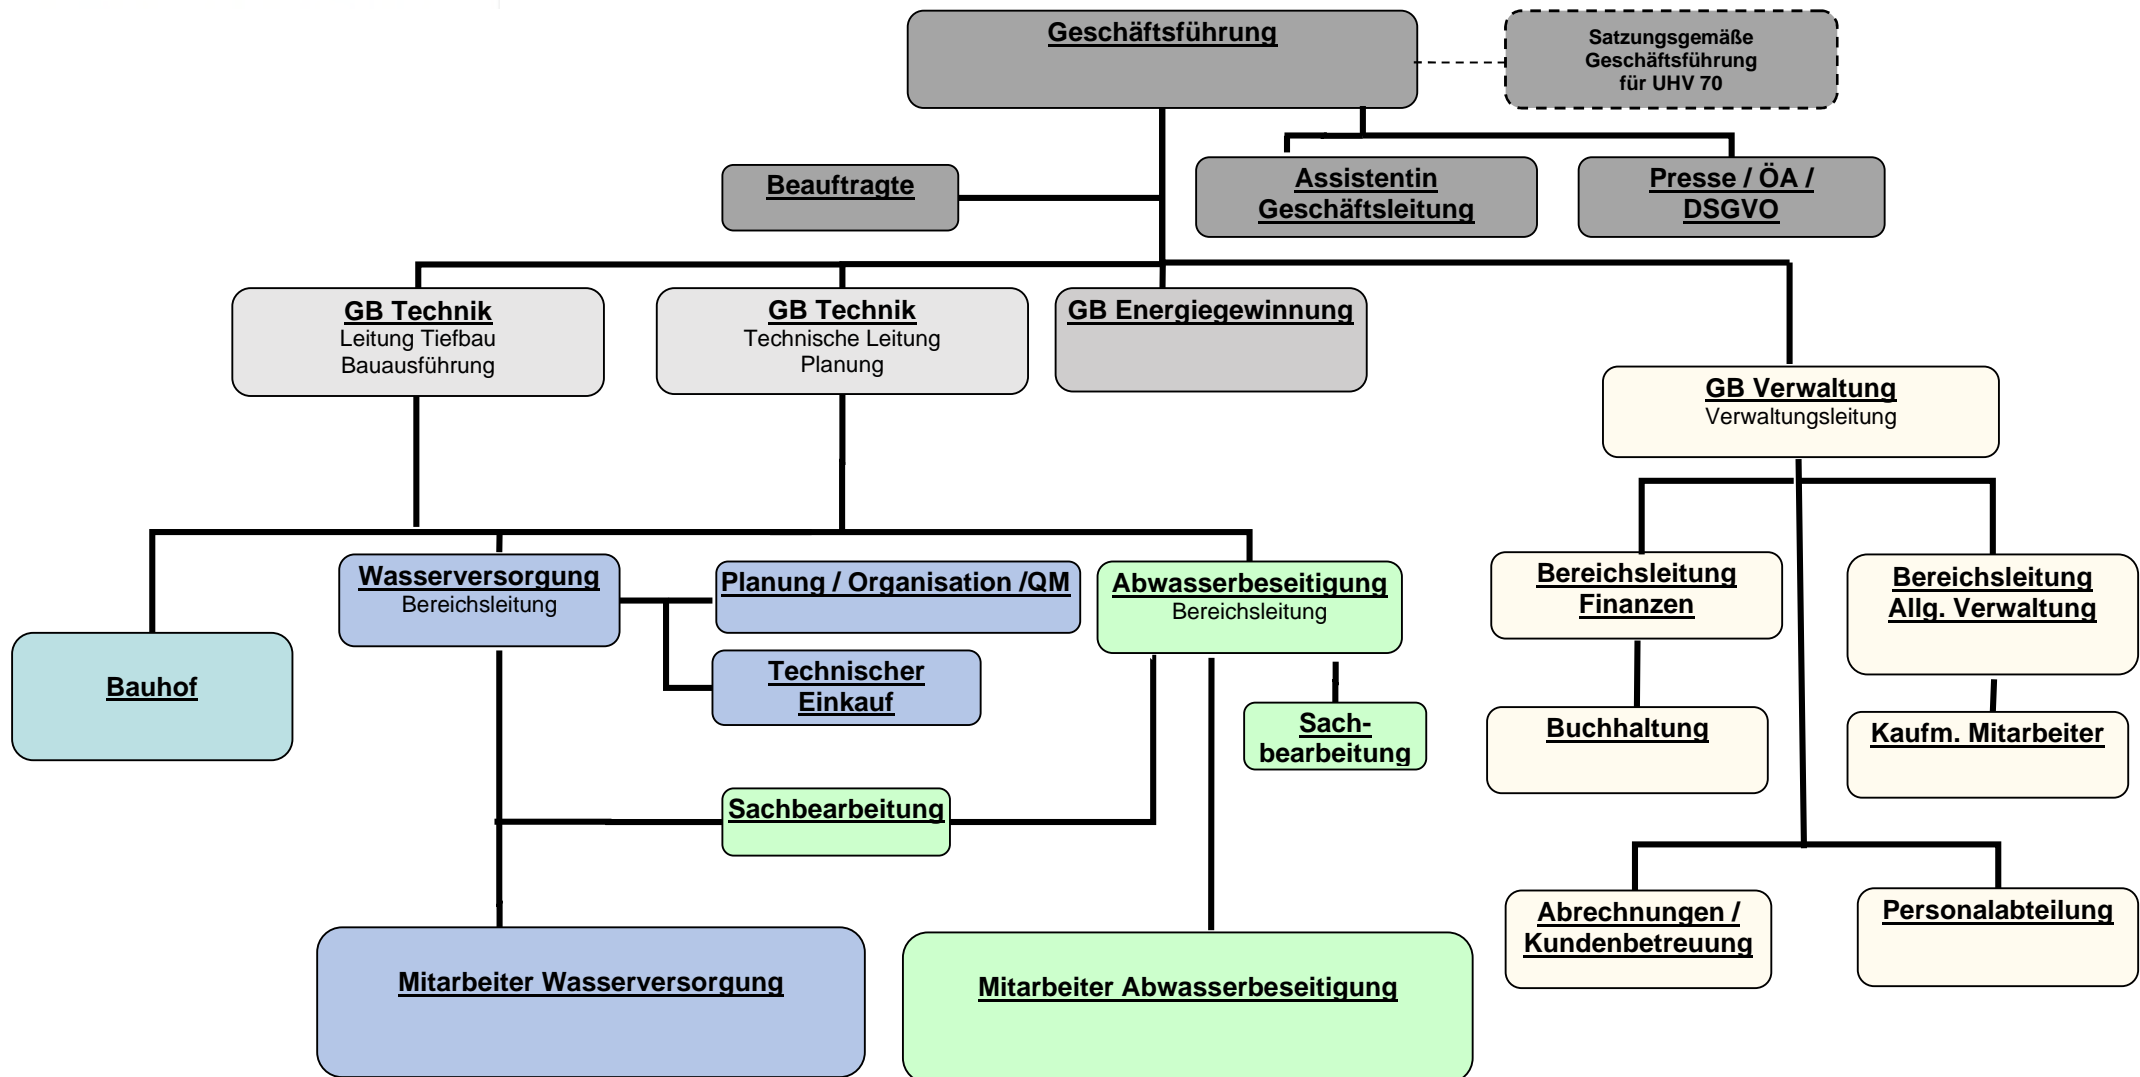 Geschäftsführung
Satzungsgemäße
Geschäftsführung
für UHV 70
Beauftragte
Assistentin
Geschäftsleitung
Presse / ÖA /
DSGVO
GB Technik
Leitung Tiefbau
Bauausführung
GB Technik
Technische Leitung
Planung
GB Energiegewinnung
GB Verwaltung
Verwaltungsleitung
Wasserversorgung
Bereichsleitung
Planung / Organisation /QM
Abwasserbeseitigung
Bereichsleitung
Bereichsleitung
Finanzen
Bereichsleitung
Allg. Verwaltung
Bauhof
Technischer
Einkauf
Sach-
bearbeitung
Buchhaltung
Kaufm. Mitarbeiter
Sachbearbeitung
Abrechnungen /
Kundenbetreuung
Personalabteilung
Mitarbeiter Wasserversorgung
Mitarbeiter Abwasserbeseitigung